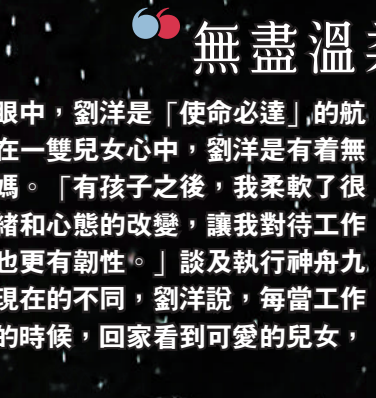 無盡溫
眼中，劉洋是「使命必達」的航
在一雙兒女心中，劉洋是有着無
媽。「有孩子之後，我柔軟了很
緒和心態的改變，讓我對待工作
也更有韌性。」談及執行神舟九
現在的不同，劉洋說，每當工作
的時候，回家看到可愛的兒女，